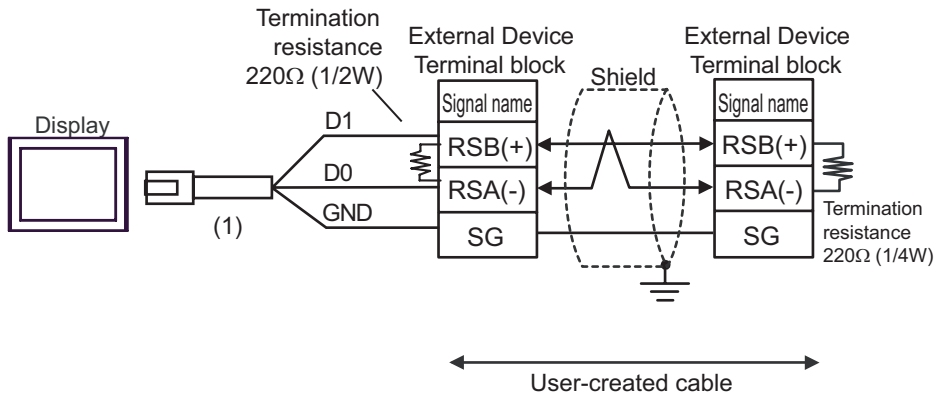 Termination
resistance
220Ω (1/2W)
External Device
Terminal block
Shield
External Device
Terminal block
Display
D1
D0
GND
(1)
Signal name
RSB(+)
RSA(-)
SG
Signal name
RSB(+)
RSA(-)
SG
Termination
resistance
220Ω (1/4W)
User-created cable